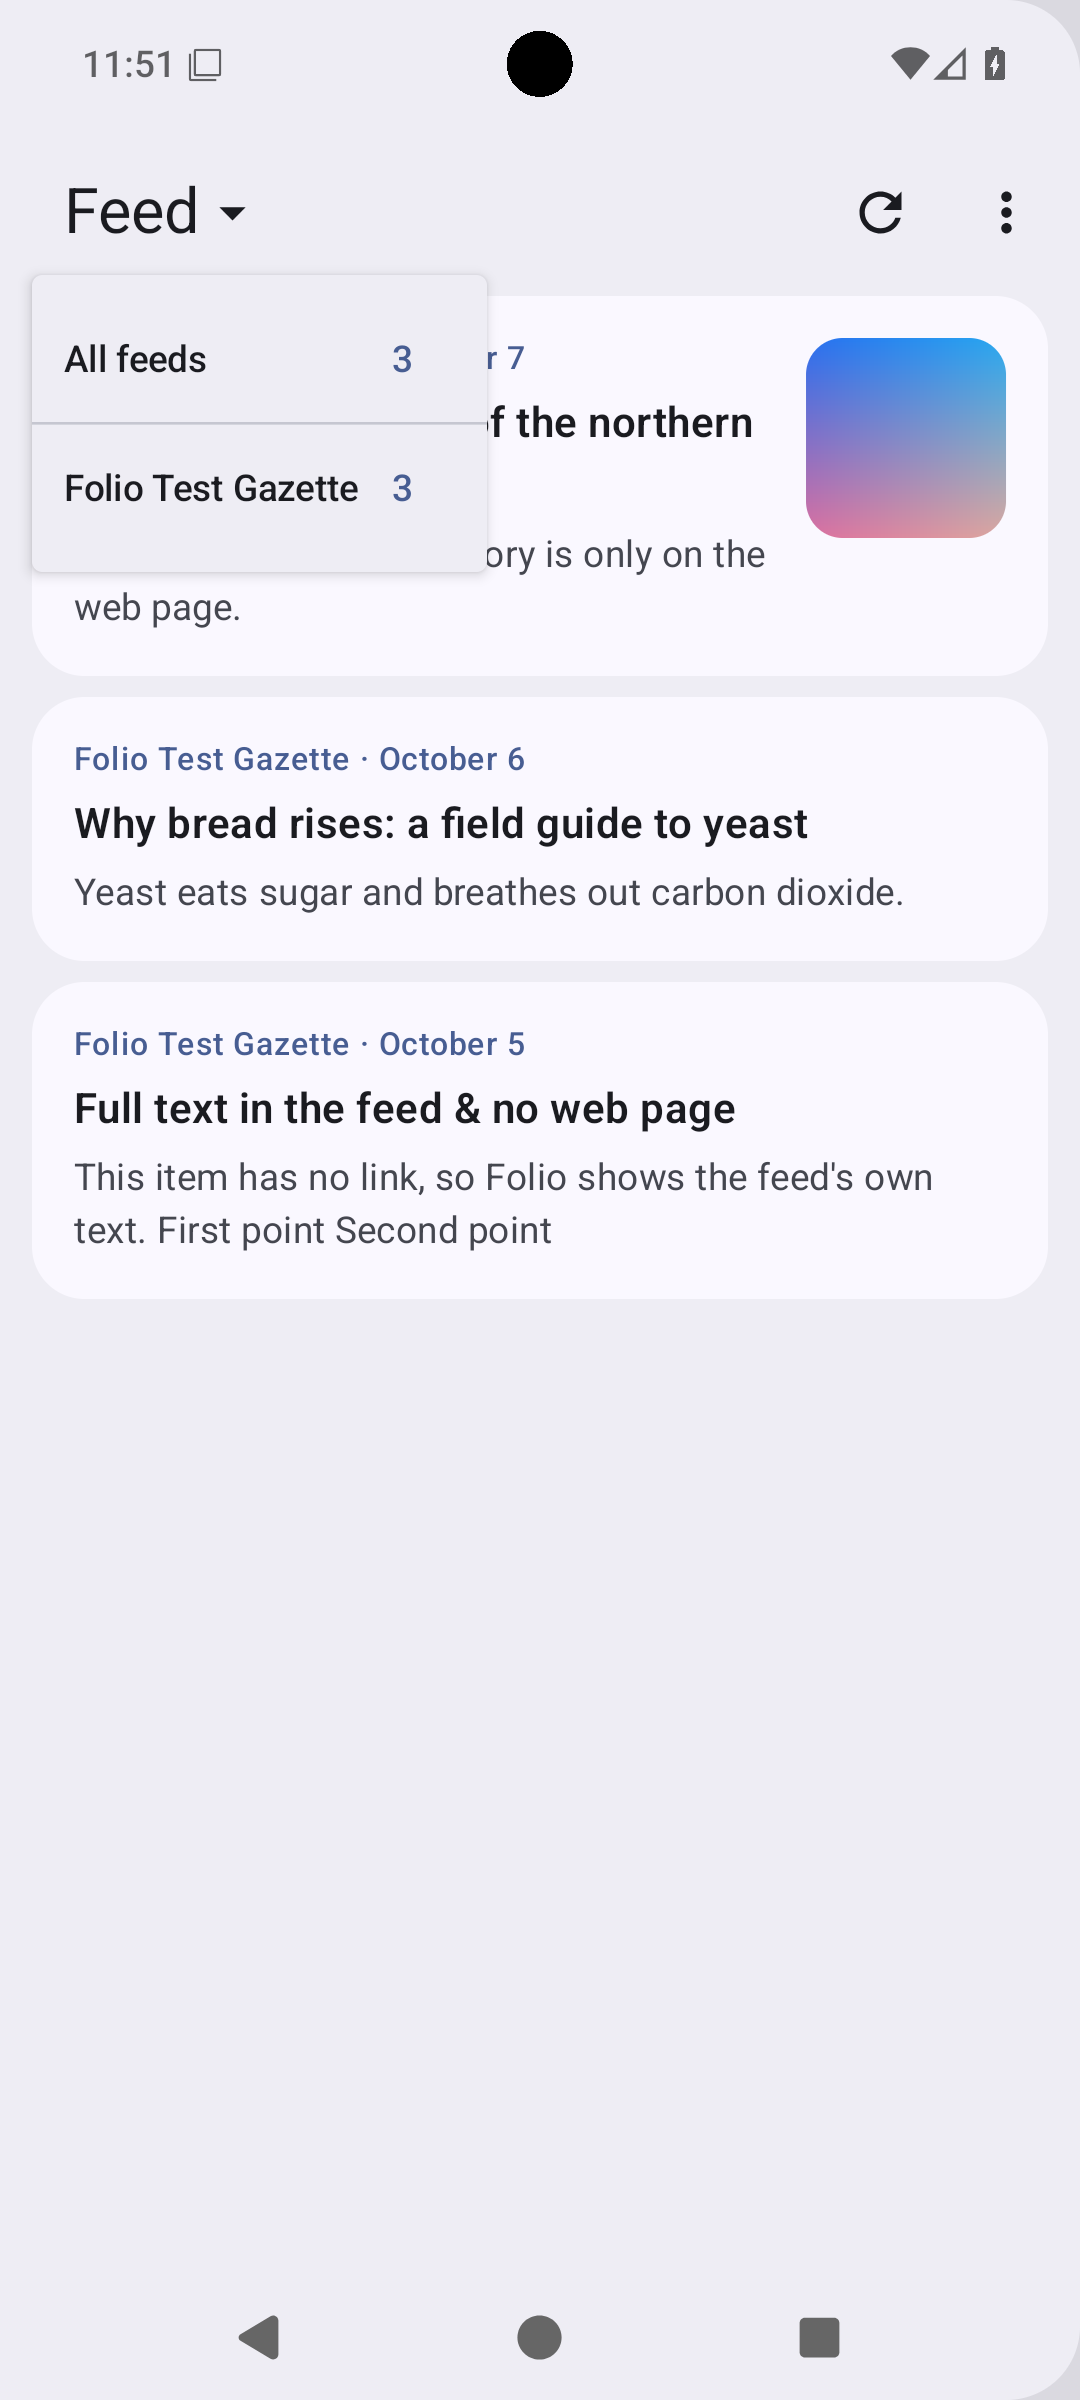 11:51
Feed
All feeds 3
Folio Test Gazette 3
r 7
of the northern
ory is only on the
web page.
Folio Test Gazette · October 6
Why bread rises: a field guide to yeast
Yeast eats sugar and breathes out carbon dioxide.
Folio Test Gazette · October 5
Full text in the feed & no web page
This item has no link, so Folio shows the feed's own
text. First point Second point